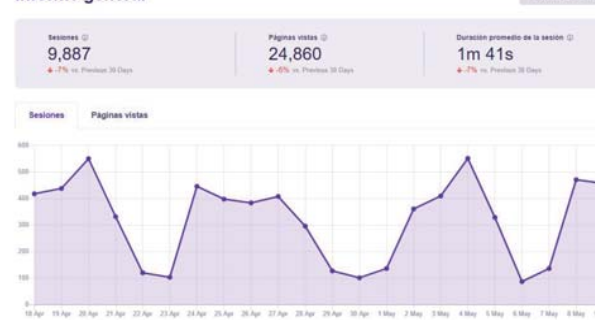 Sesiones
Páginas vistas
Duración promedio de la sesión
9,887
24,860
1m 41s
-7% vs. Previous 30 Days
-6% vs. Previous 30 Days
-7% vs. Previous 30 Days
Sesiones
Páginas vistas
600
500
400
300
200
100
0
18 Apr 19 Apr 20 Apr 21 Apr 22 Apr 23 Apr 24 Apr 25 Apr 26 Apr 27 Apr 28 Apr 29 Apr 30 Apr 1 May 2 May 3 May 4 May 5 May 6 May 7 May 8 May